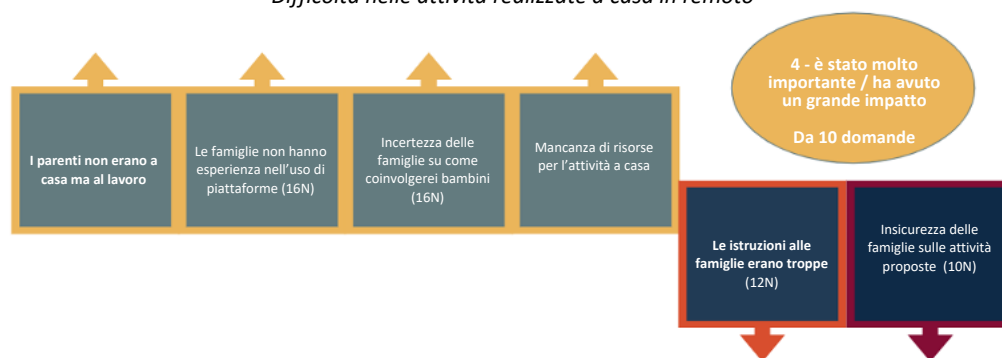 Difficoltà nelle attività realizzate a casa in remoto
4 - è stato molto
importante / ha avuto
un grande impatto
Da 10 domande
I parenti non erano a
casa ma al lavoro
Le famiglie non hanno
esperienza nell'uso di
piattaforme (16N)
Incertezza delle
famiglie su come
coinvolgerei bambini
(16N)
Mancanza di risorse
per l'attività a casa
Le istruzioni alle
famiglie erano troppe
(12N)
Insicurezza delle
famiglie sulle attività
proposte (10N)